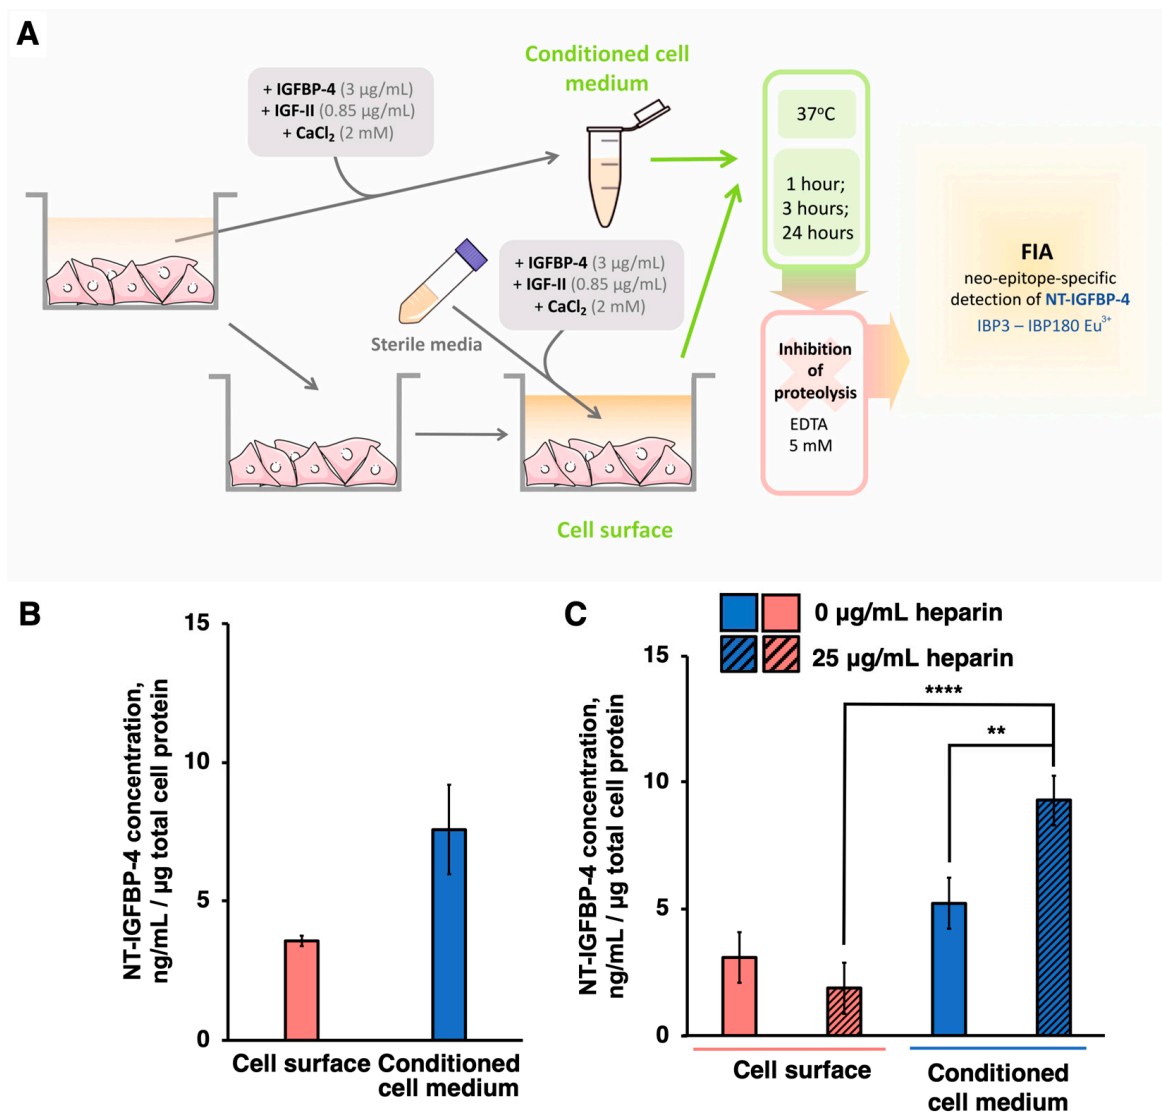 A
Conditioned cell
medium
+ IGFBP-4 (3 µg/mL)
+ IGF-II (0.85 µg/mL)
+ CaCl₂ (2 mM)
37ºC
1 hour;
3 hours;
24 hours
+ IGFBP-4 (3 µg/mL)
+ IGF-II (0.85 µg/mL)
+ CaCl₂ (2 mM)
Sterile media
FIA
neo-epitope-specific
detection of NT-IGFBP-4
IBP3 – IBP180 Eu³⁺
Inhibition
of
proteolysis
EDTA
5 mM
Cell surface
B
NT-IGFBP-4 concentration,
ng/mL / µg total cell protein
15
10
5
0
Cell surface
Conditioned
cell medium
C
0 µg/mL heparin
25 µg/mL heparin
NT-IGFBP-4 concentration,
ng/mL / µg total cell protein
15
10
5
0
****
**
Cell surface
Conditioned
cell medium